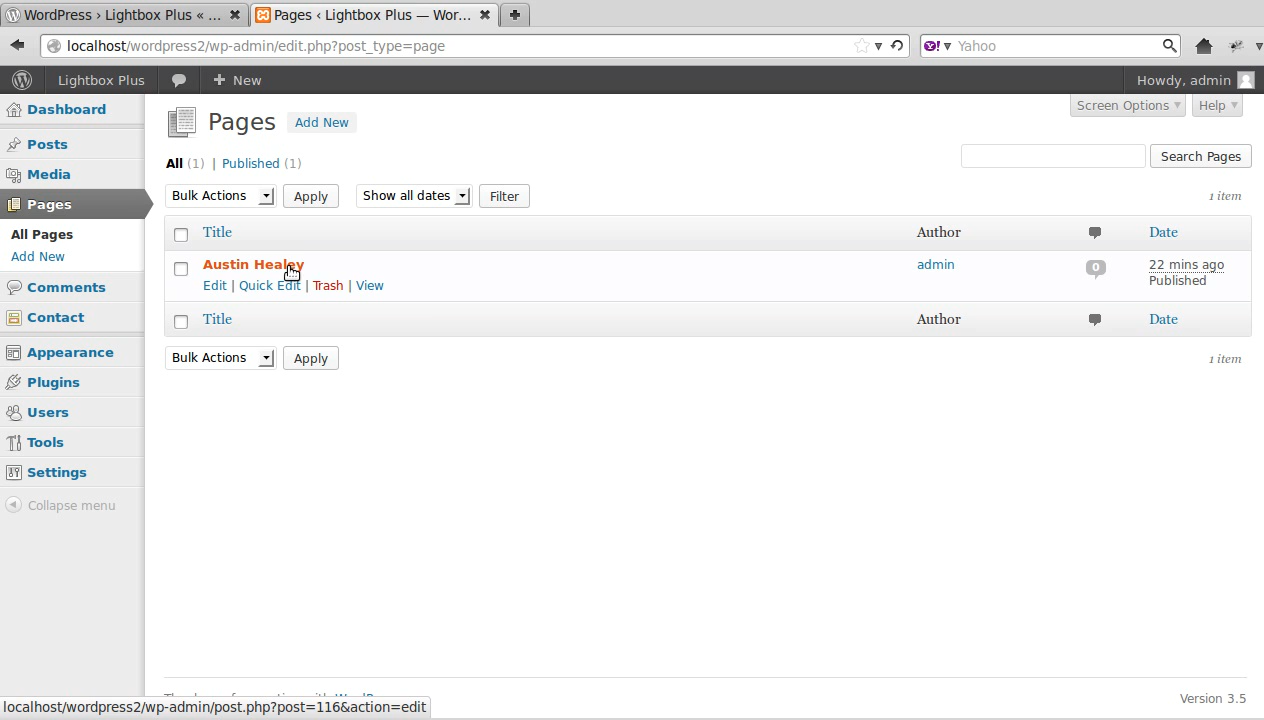 WordPress › Lightbox Plus « ... Pages ‹ Lightbox Plus — Wor...
localhost/wordpress2/wp-admin/edit.php?post_type=page Y! Yahoo
Lightbox Plus + New Howdy, admin
Dashboard
Posts
Media
Pages
All Pages
Add New
Comments
Contact
Appearance
Plugins
Users
Tools
Settings
Collapse menu
Screen Options Help
Pages Add New
All (1) | Published (1)
Search Pages
Bulk Actions Apply Show all dates Filter 1 item
Title Author Date
Austin Healey admin 0 22 mins ago
Edit | Quick Edit | Trash | View Published
Title Author Date
Bulk Actions Apply 1 item
Version 3.5
localhost/wordpress2/wp-admin/post.php?post=116&action=edit